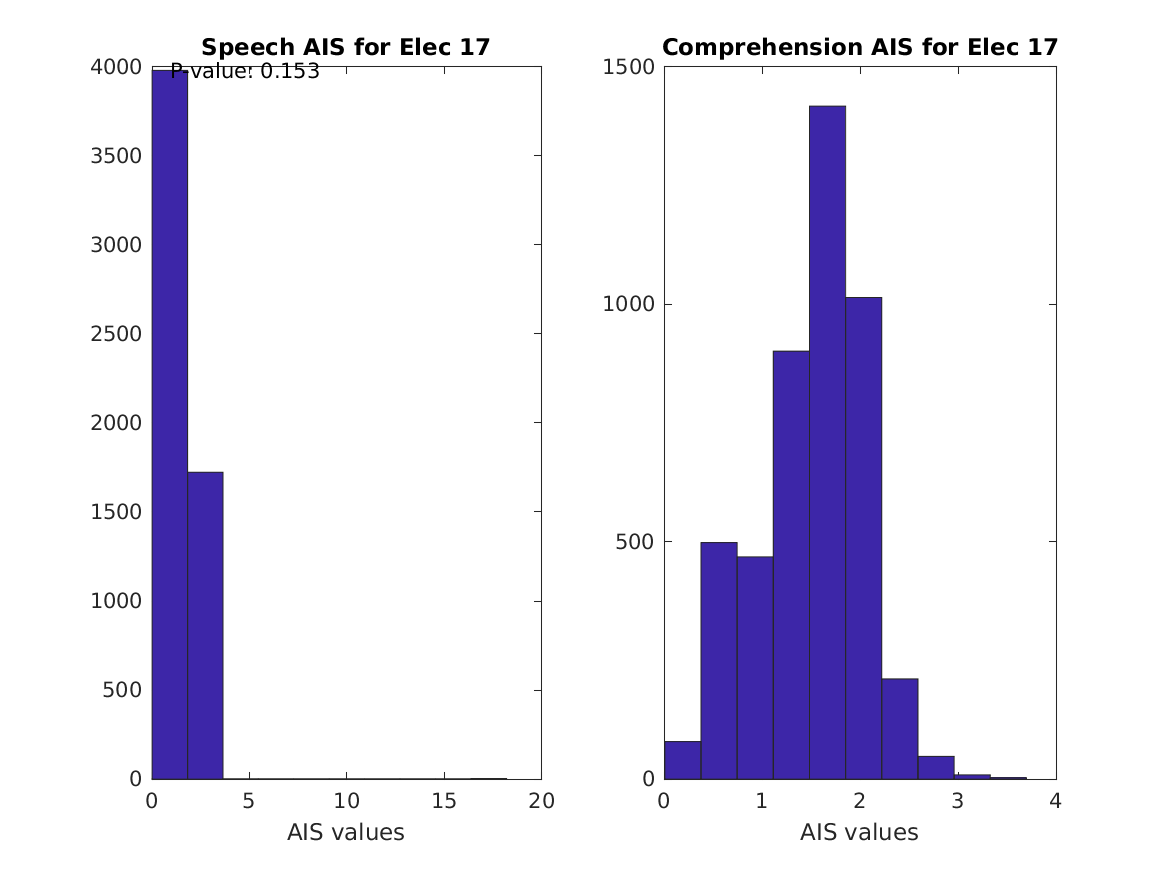 Speech AIS for Elec 17
P-value: 0.153
4000
3500
3000
2500
2000
1500
1000
500
0
0 5 10 15 20
AIS values
Comprehension AIS for Elec 17
1500
1000
500
0
0 1 2 3 4
AIS values